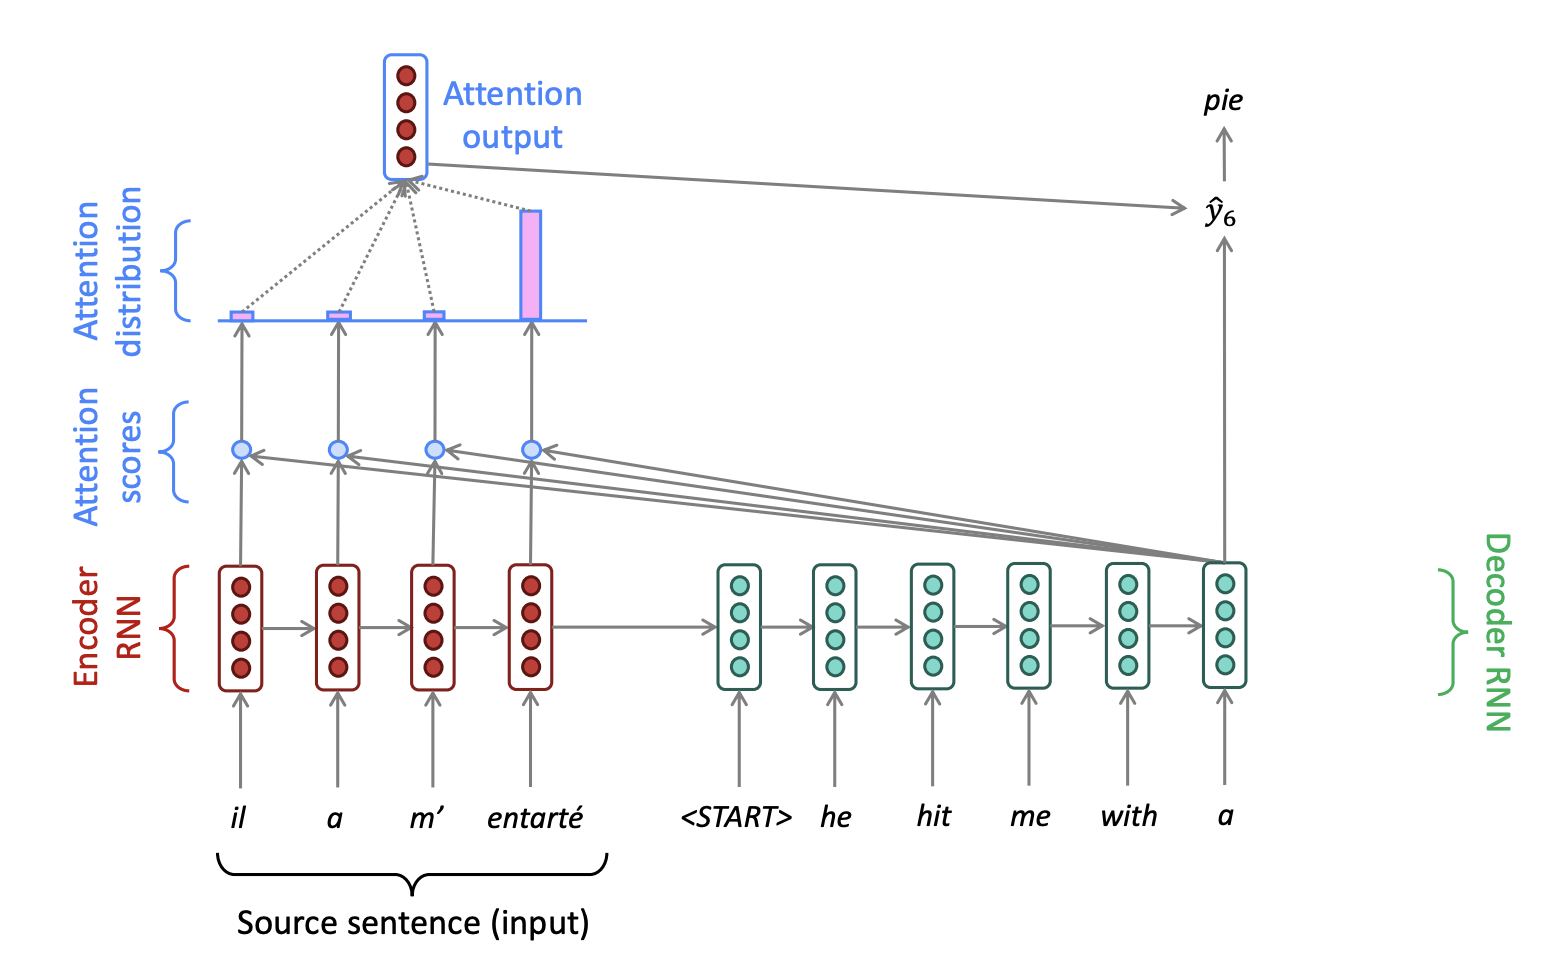 Attention
output
pie
ŷ₆
Attention
distribution
Attention
scores
Encoder
RNN
Decoder RNN
il a m’ entarté <START> he hit me with a
Source sentence (input)